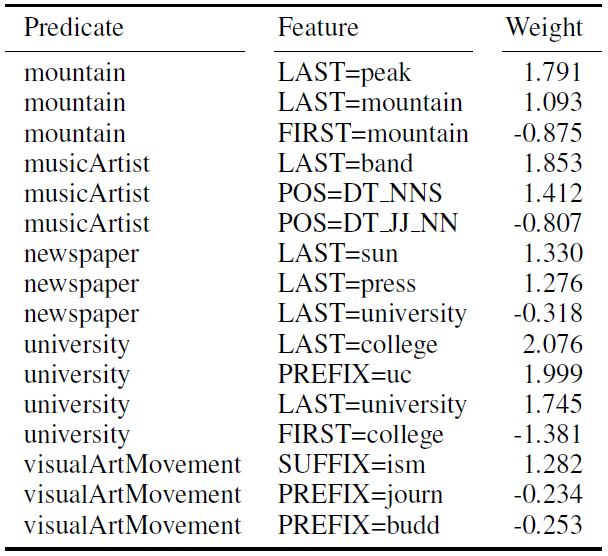 Predicate Feature Weight
mountain LAST=peak 1.791
mountain LAST=mountain 1.093
mountain FIRST=mountain -0.875
musicArtist LAST=band 1.853
musicArtist POS=DT_NNS 1.412
musicArtist POS=DT_JJ_NN -0.807
newspaper LAST=sun 1.330
newspaper LAST=press 1.276
newspaper LAST=university -0.318
university LAST=college 2.076
university PREFIX=uc 1.999
university LAST=university 1.745
university FIRST=college -1.381
visualArtMovement SUFFIX=ism 1.282
visualArtMovement PREFIX=journ -0.234
visualArtMovement PREFIX=budd -0.253